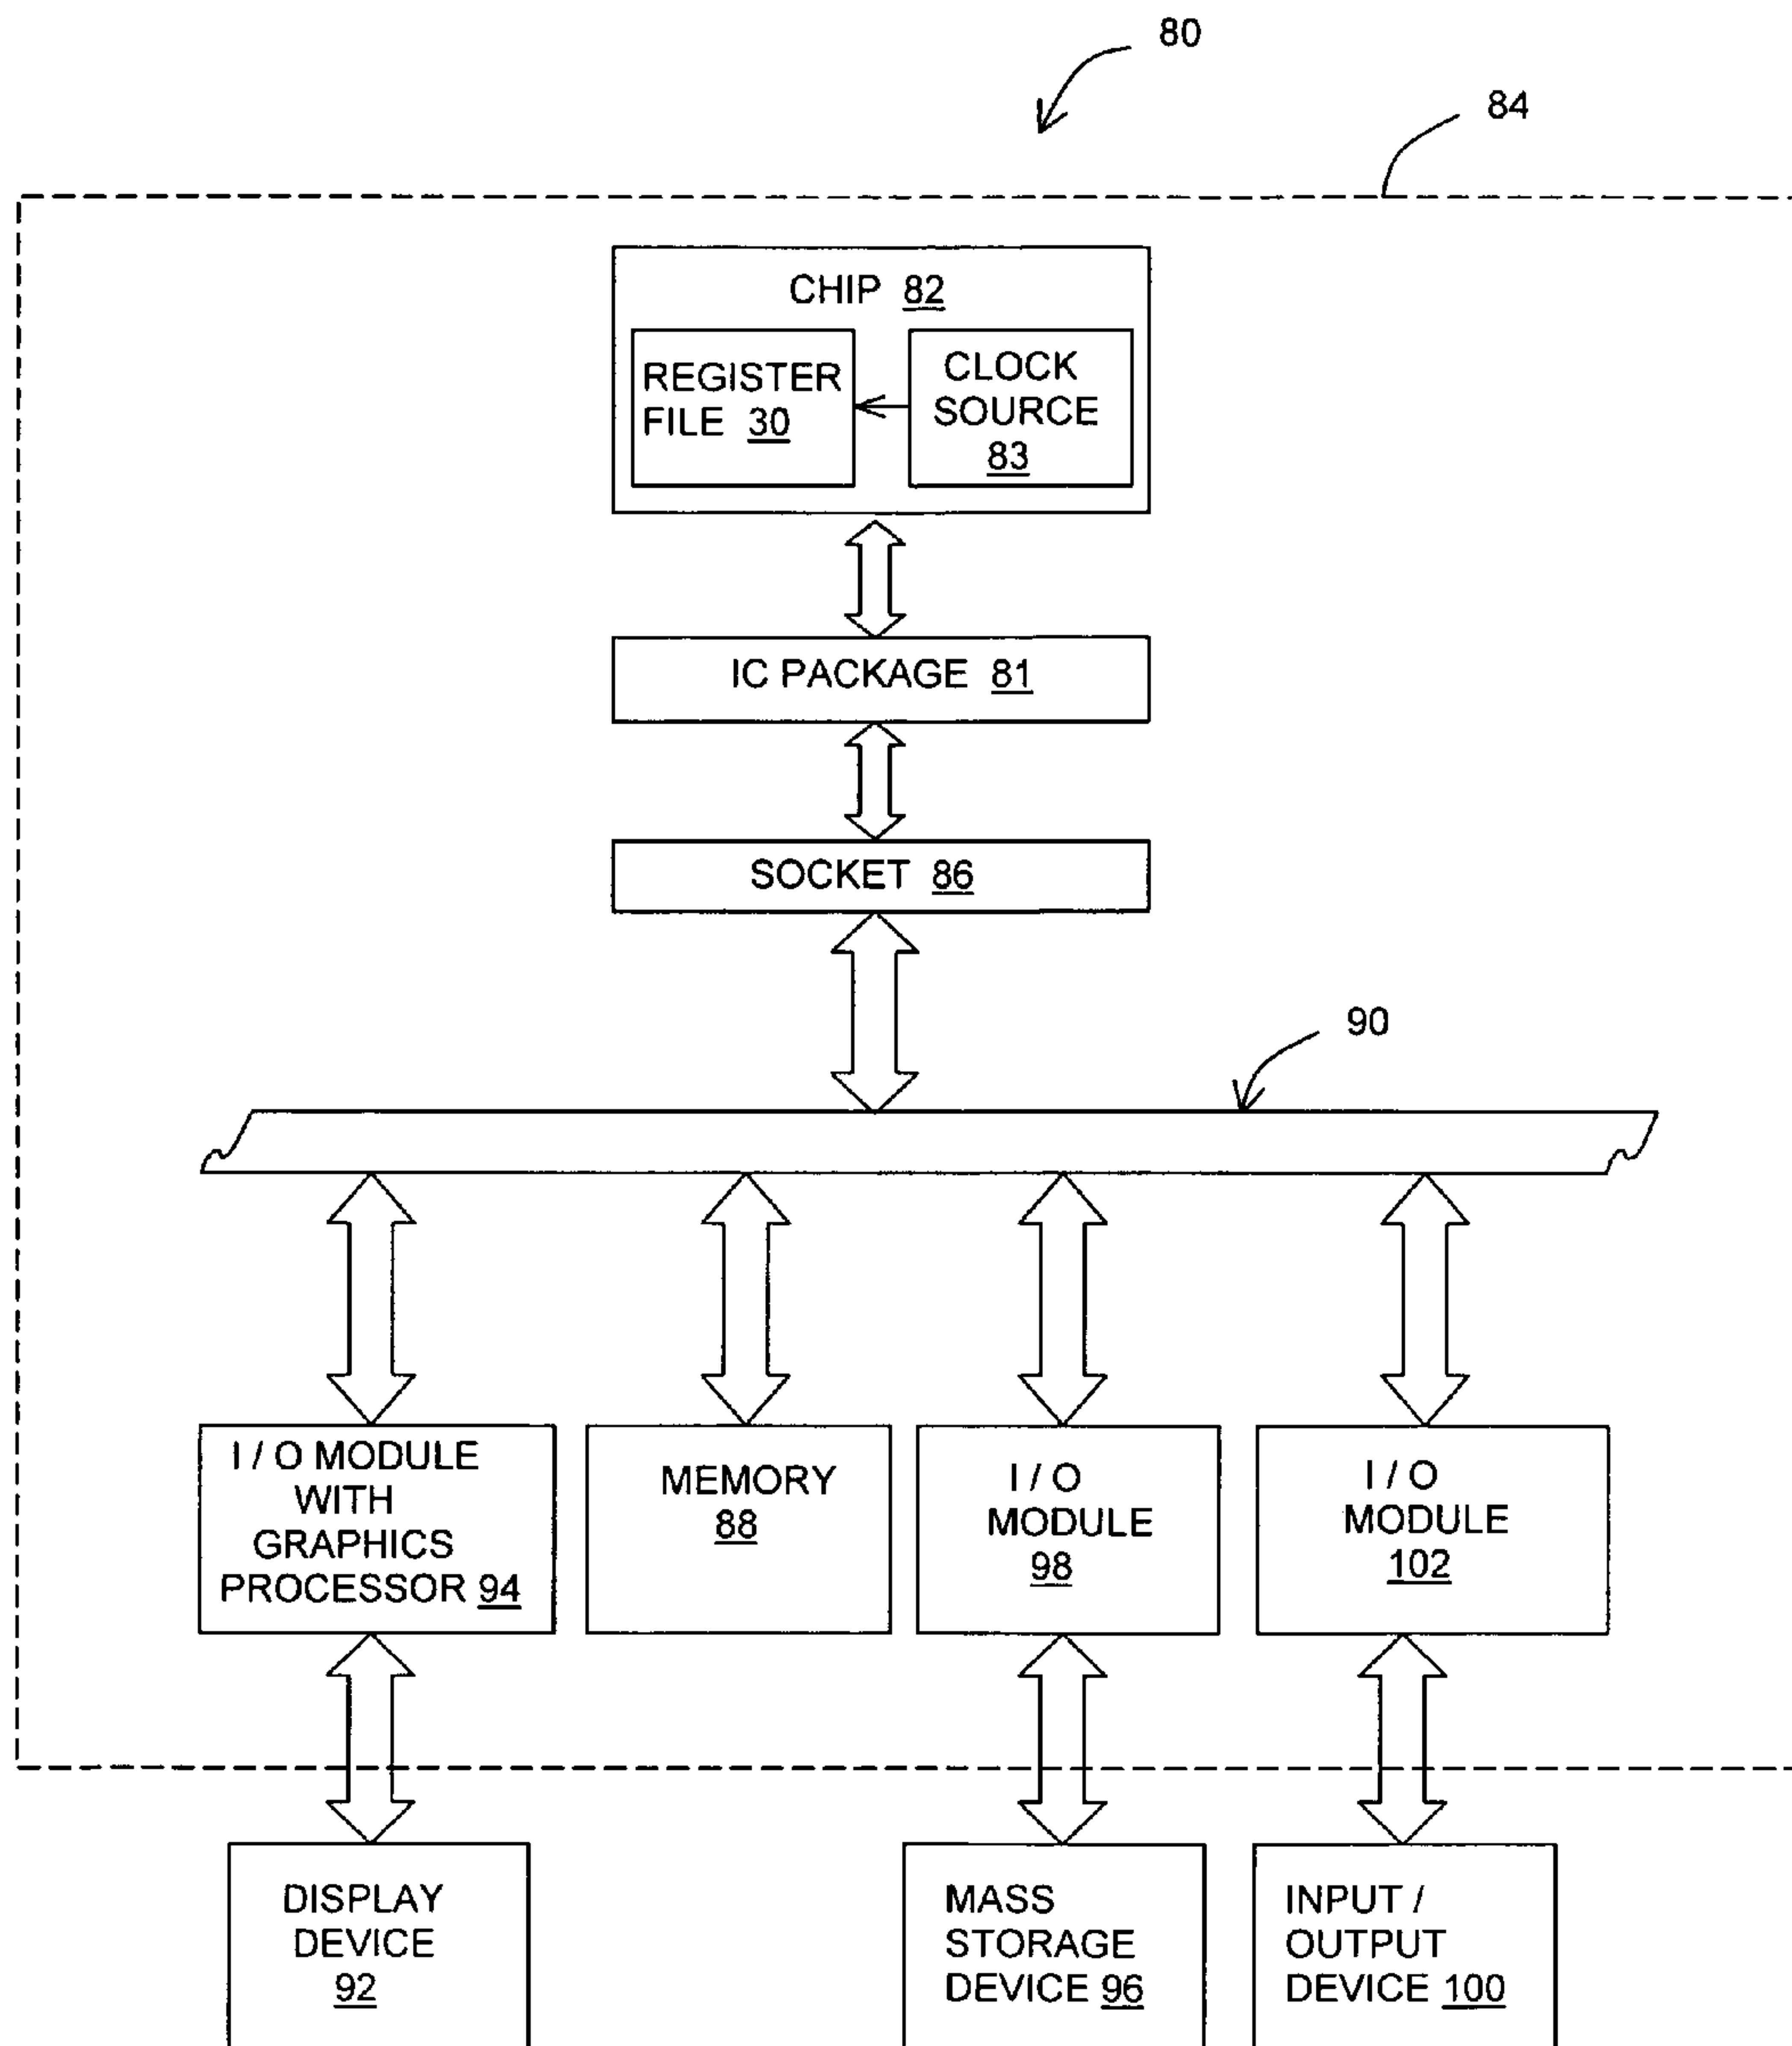 80
84
CHIP 82
REGISTER
FILE 30
CLOCK
SOURCE
83
IC PACKAGE 81
SOCKET 86
90
I / O MODULE
WITH
GRAPHICS
PROCESSOR 94
MEMORY
88
I / O
MODULE
98
I / O
MODULE
102
DISPLAY
DEVICE
92
MASS
STORAGE
DEVICE 96
INPUT /
OUTPUT
DEVICE 100